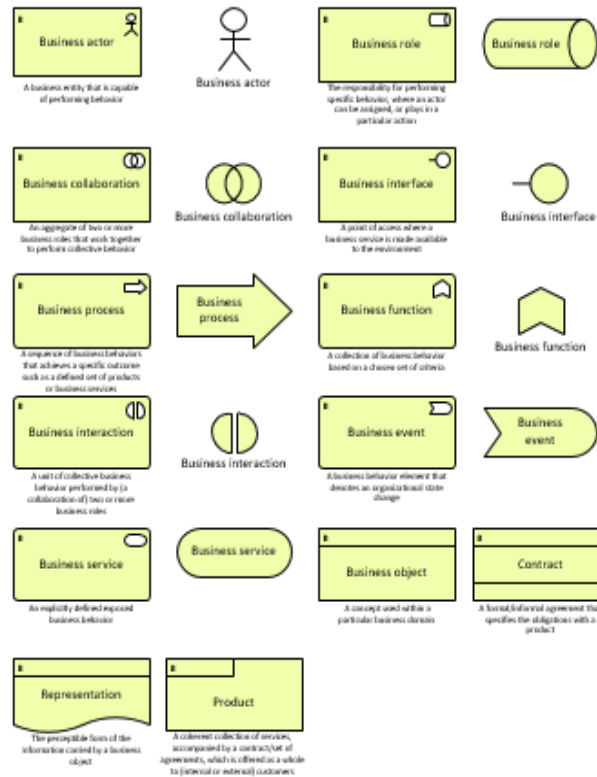 Business actor
Business actor
A business entity that is capable
of performing behavior
Business role
Business role
The responsibility for performing
specific behavior, where an actor
can be assigned, or plays in a
particular action
Business collaboration
Business collaboration
An aggregate of two or more
business roles that work together
to perform collective behavior
Business interface
Business interface
A point of access where a
business service is made available
to the environment
Business process
Business
process
A sequence of business behaviors
that achieves a specific outcome
such as a defined set of products
or business services
Business function
Business function
A collection of business behavior
based on a chosen set of criteria
Business interaction
Business interaction
A unit of collective business
behavior performed by (a
collaboration of) two or more
business roles
Business event
Business
event
A business behavior element that
denotes an organizational state
change
Business service
Business service
An explicitly defined exposed
business behavior
Business object
A concept used within a
particular business domain
Contract
A formal/informal agreement tha
specifies the obligations with a
product
Representation
The perceptible form of the
information carried by a business
object
Product
A coherent collection of services,
accompanied by a contract/set of
agreements, which is offered as a whole
to (internal or external) customers